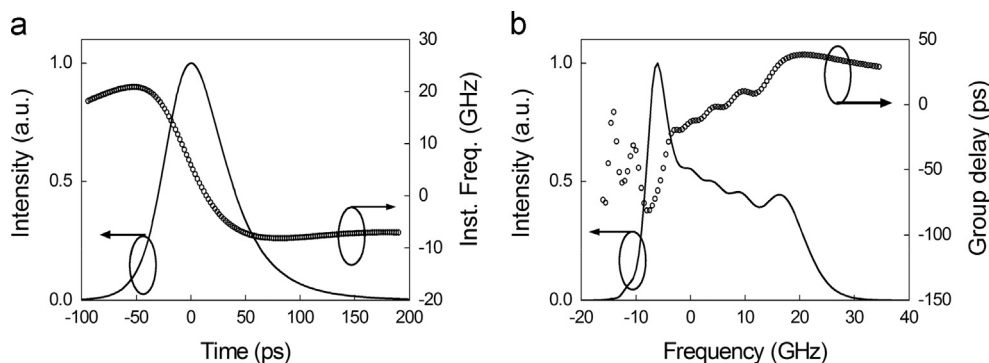 a
Intensity (a.u.)
1.0
0.5
0.0
-100 -50 0 50 100 150 200
Time (ps)
30
20
10
0
-10
-20
Inst. Freq. (GHz)
b
Intensity (a.u.)
1.0
0.5
0.0
-20 -10 0 10 20 30 40
Frequency (GHz)
50
0
-50
-100
-150
Group delay (ps)